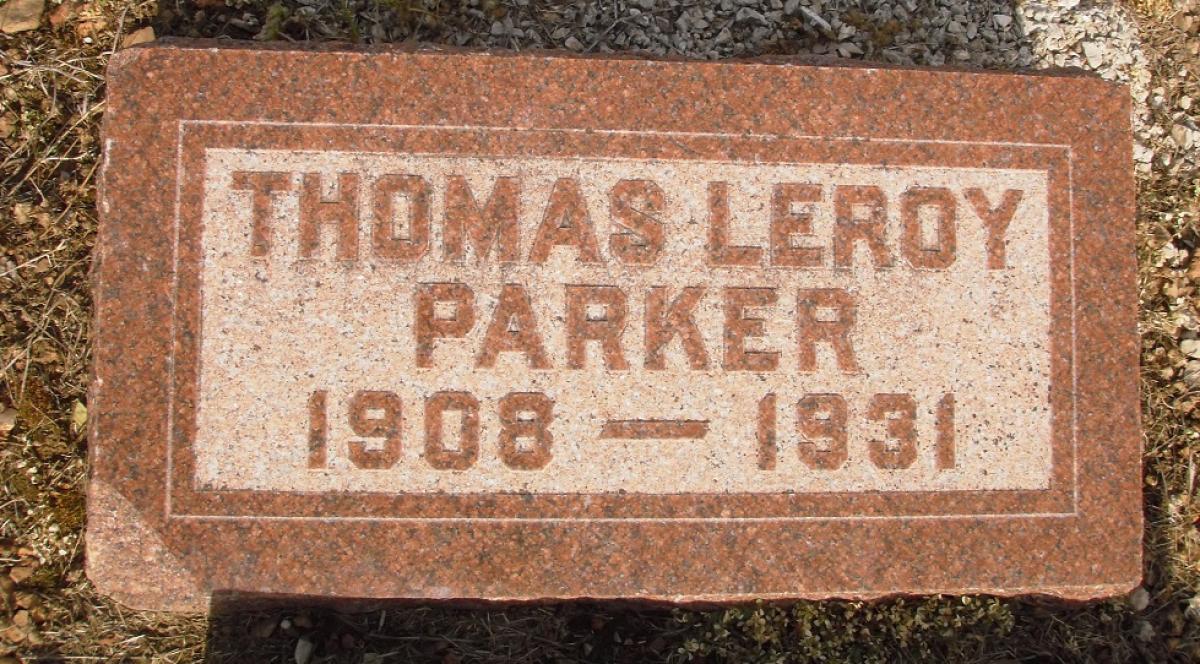 THOMAS LEROY
PARKER
1908 — 1931